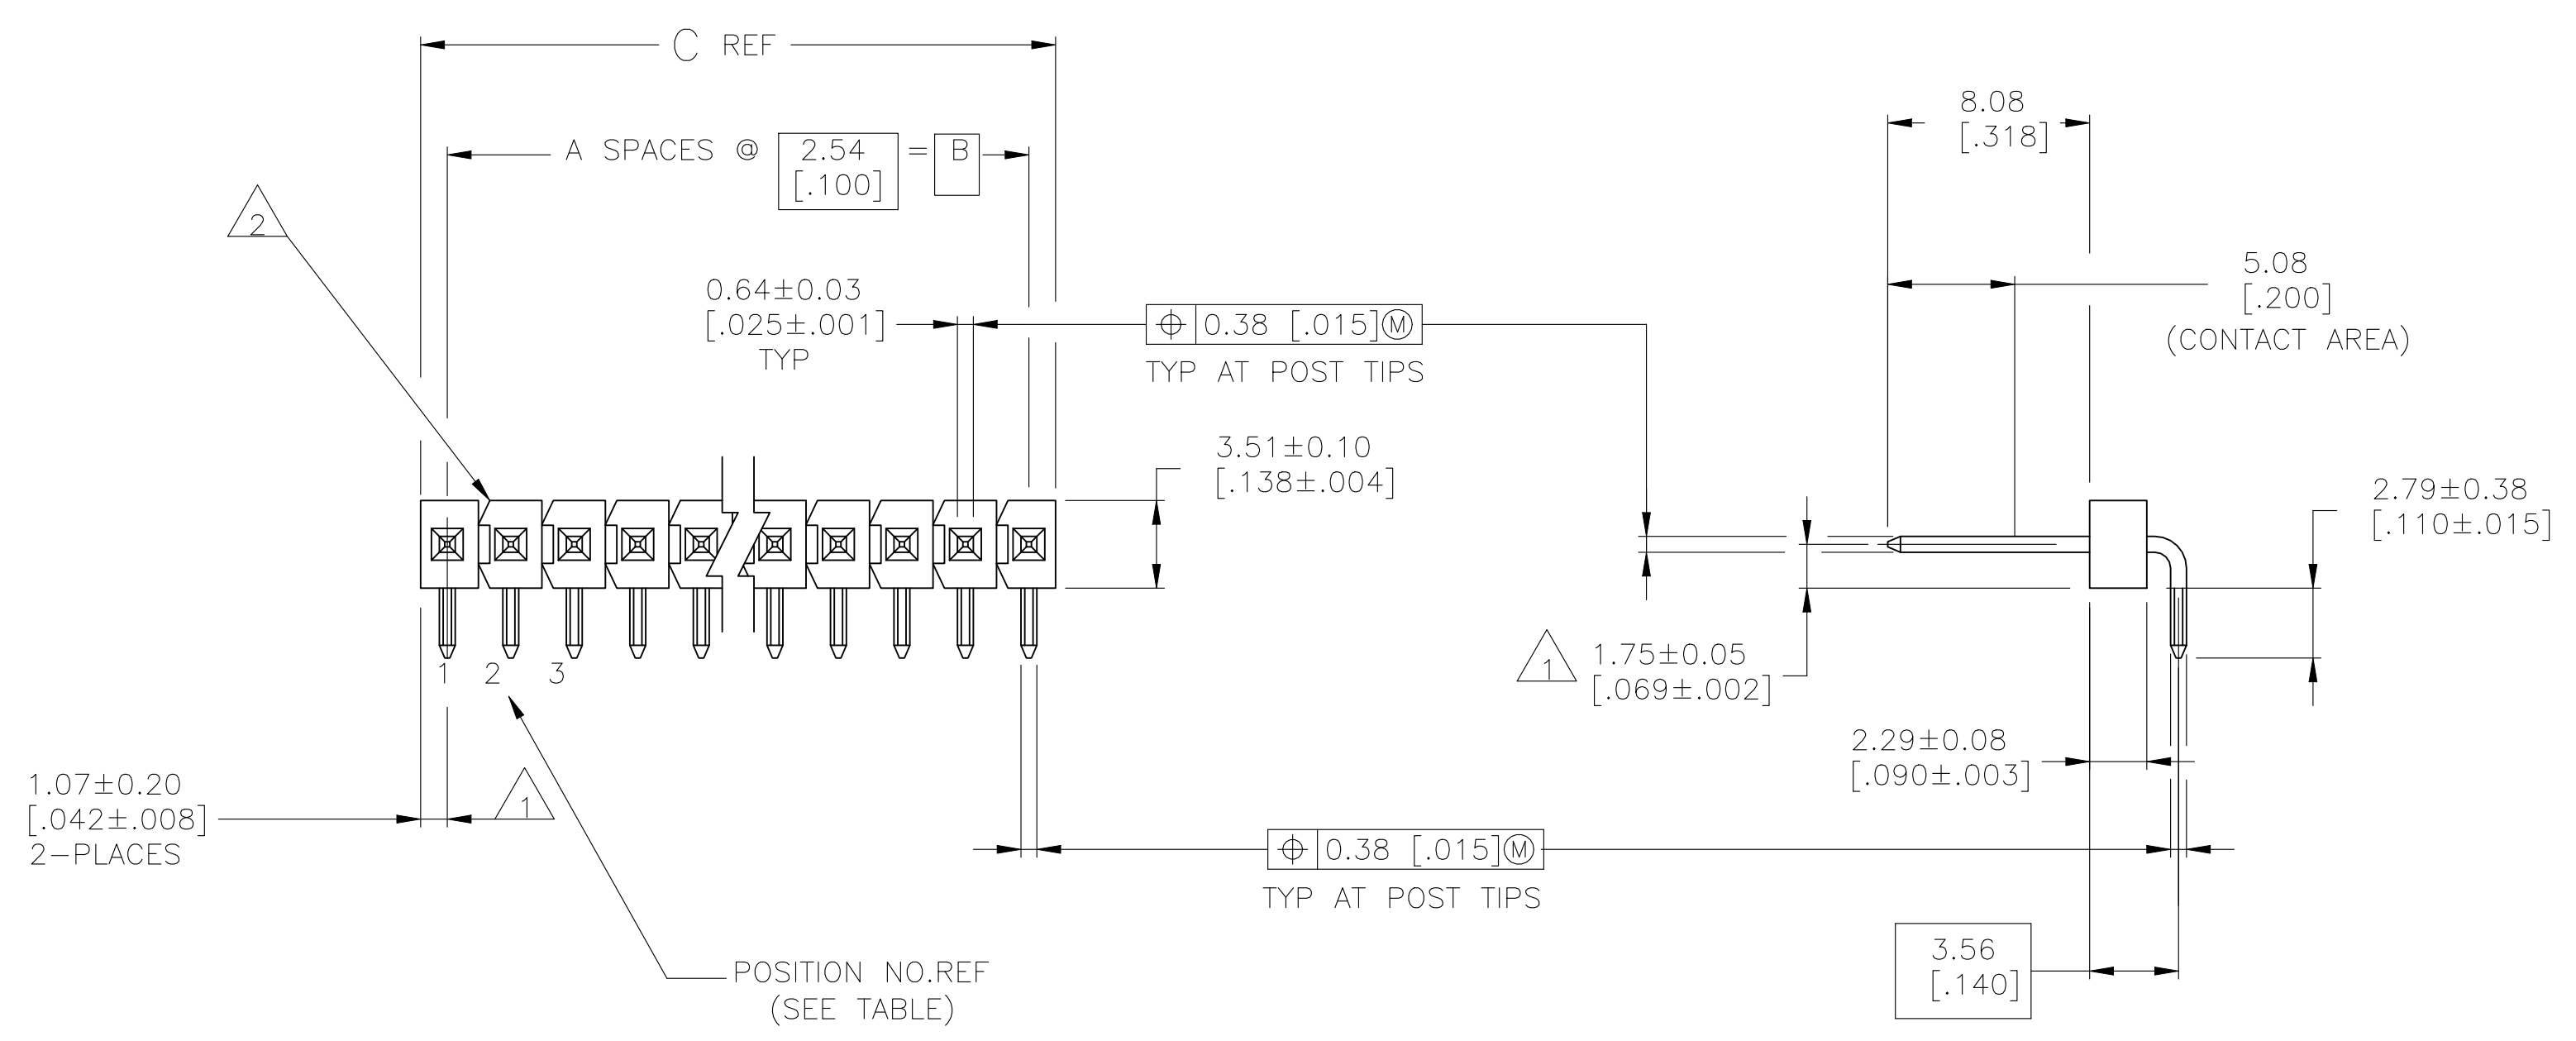 C REF
A SPACES @ 2.54 = B
[.100]
2
0.64±0.03
[.025±.001]
TYP
⌖ 0.38 [.015]Ⓜ
TYP AT POST TIPS
8.08
[.318]
5.08
[.200]
(CONTACT AREA)
3.51±0.10
[.138±.004]
2.79±0.38
[.110±.015]
1 2 3
1
1.75±0.05
[.069±.002]
2.29±0.08
[.090±.003]
1.07±0.20
[.042±.008]
2-PLACES
1
⌖ 0.38 [.015]Ⓜ
TYP AT POST TIPS
POSITION NO.REF
(SEE TABLE)
3.56
[.140]